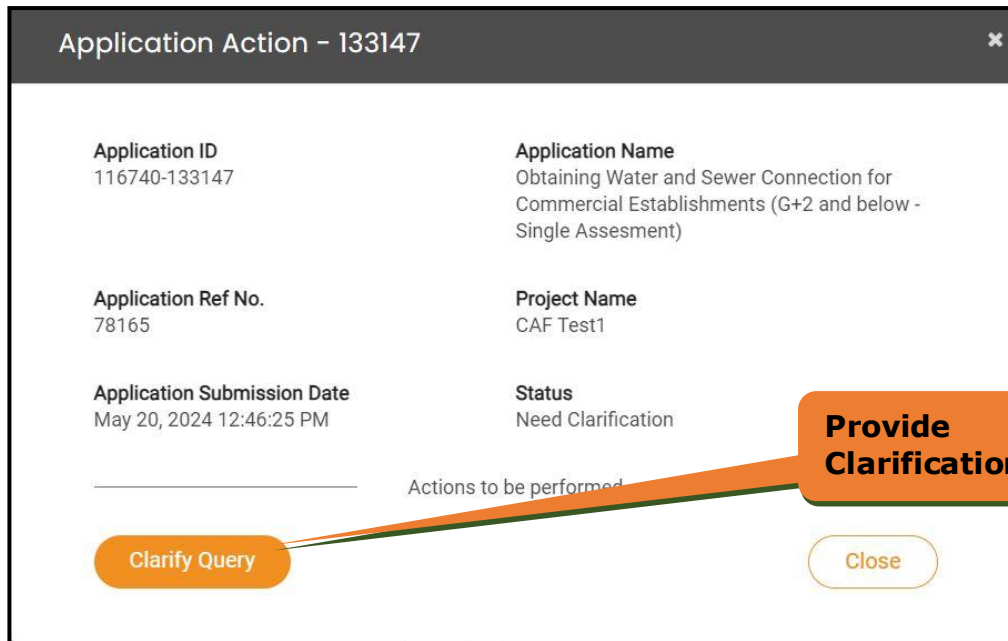 Application Action - 133147
Application ID
116740-133147
Application Name
Obtaining Water and Sewer Connection for
Commercial Establishments (G+2 and below -
Single Assesment)
Application Ref No.
78165
Project Name
CAF Test1
Application Submission Date
May 20, 2024 12:46:25 PM
Status
Need Clarification
Provide
Clarification
Actions to be performed
Clarify Query
Close